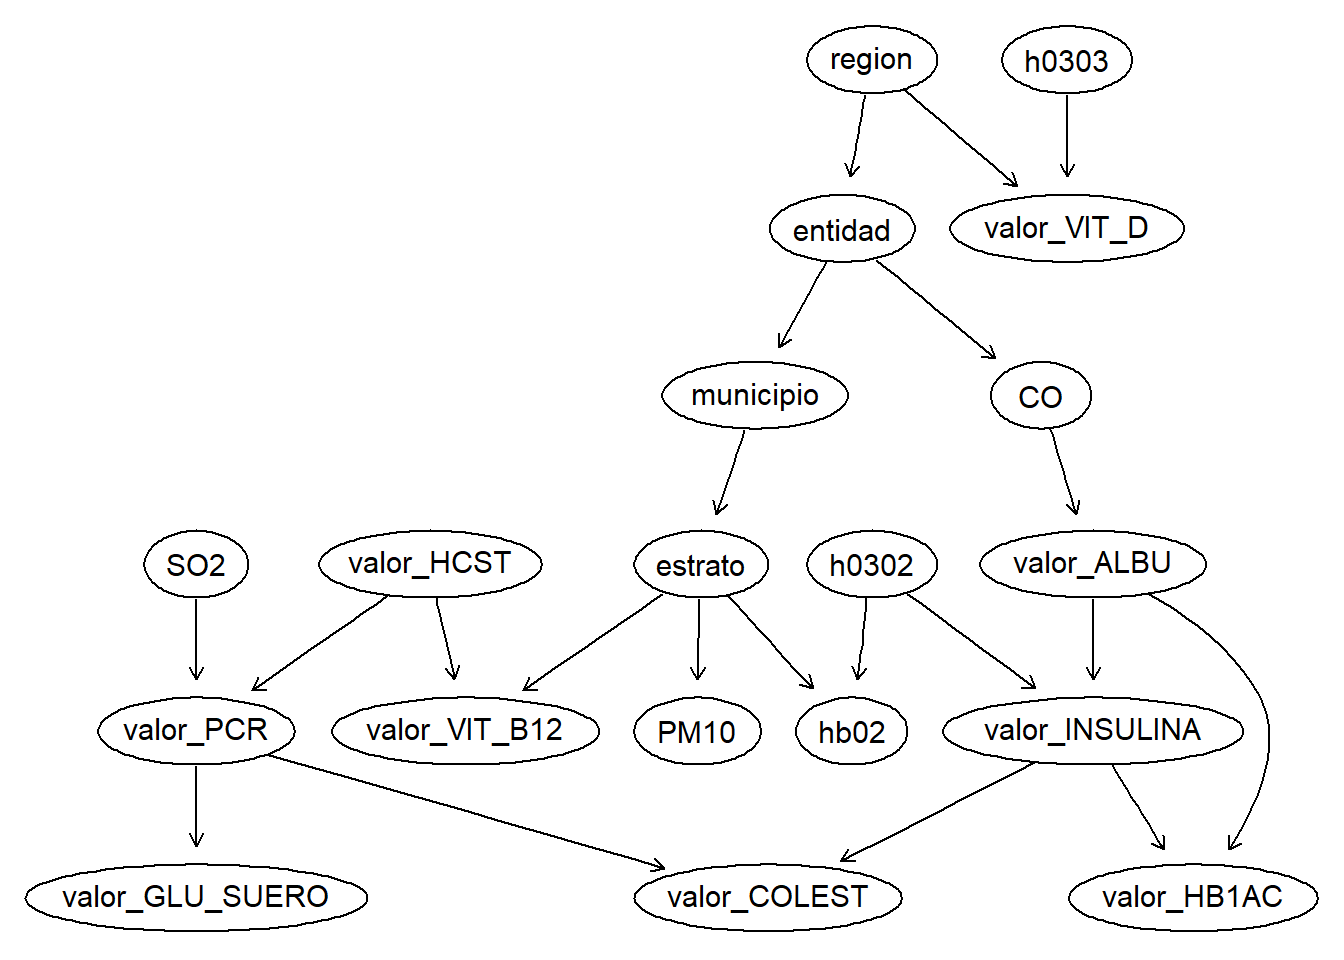 region
h0303
entidad
valor_VIT_D
municipio
CO
SO2
valor_HCST
estrato
h0302
valor_ALBU
valor_PCR
valor_VIT_B12
PM10
hb02
valor_INSULINA
valor_GLU_SUERO
valor_COLEST
valor_HB1AC